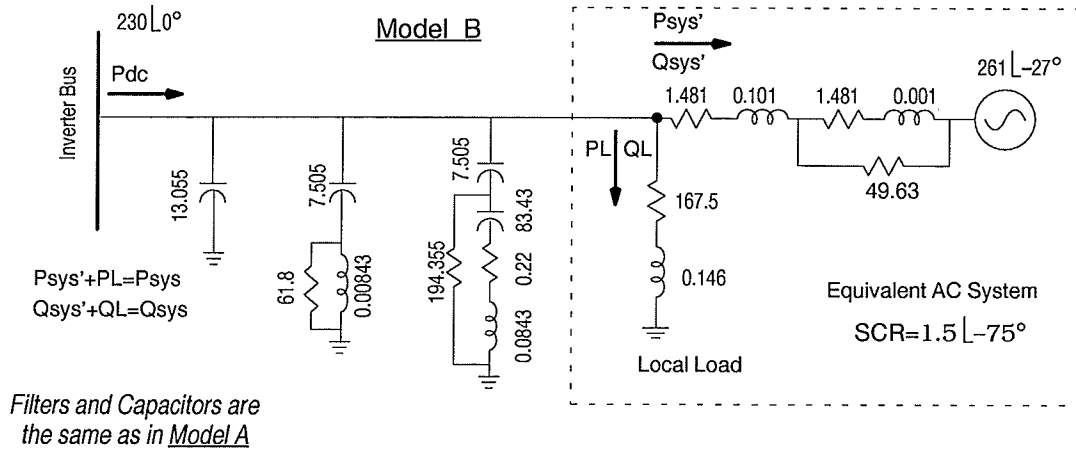 230⌊0°
Model B
Psys'
Qsys'
261⌊−27°
Pdc
Inverter Bus
1.481
0.101
1.481
0.001
49.63
PL
QL
13.055
7.505
7.505
83.43
167.5
194.355
0.22
61.8
0.00843
0.0843
0.146
Psys'+PL=Psys
Qsys'+QL=Qsys
Equivalent AC System
SCR=1.5⌊−75°
Local Load
Filters and Capacitors are
the same as in Model A